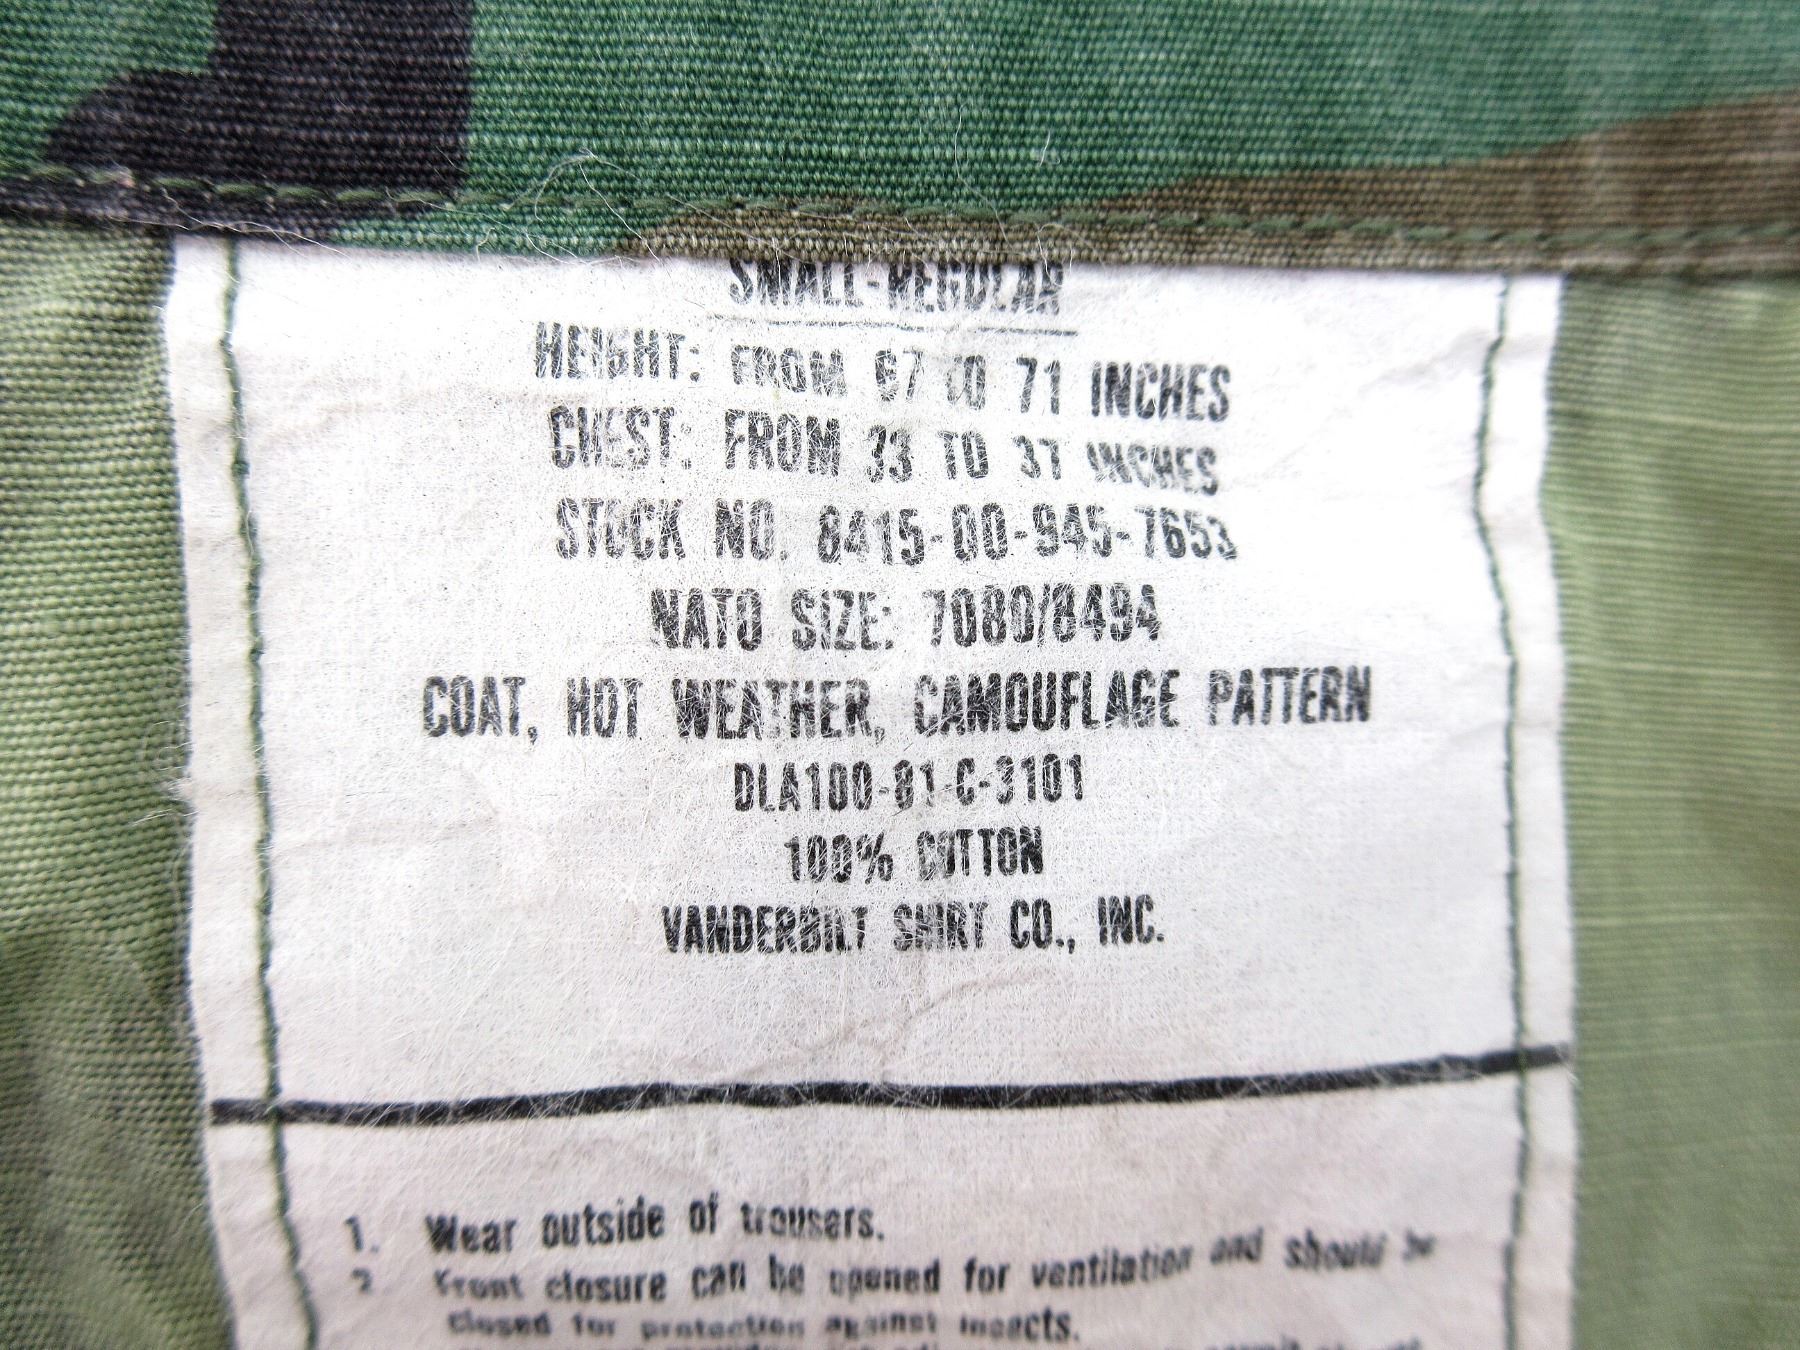 SMALL-REGULAR
HEIGHT: FROM 67 TO 71 INCHES
CHEST: FROM 33 TO 37 INCHES
STOCK NO. 8415-00-945-7653
NATO SIZE: 7080/8494
COAT, HOT WEATHER, CAMOUFLAGE PATTERN
DLA100-81-C-3101
100% COTTON
VANDERBILT SHIRT CO., INC.
1. Wear outside of trousers.
2 Front closure can be opened for ventilation and should be
closed for protection against insects.